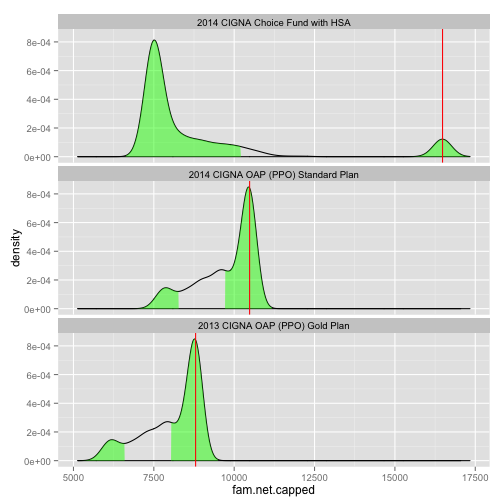 2014 CIGNA Choice Fund with HSA
8e-04
6e-04
4e-04
2e-04
0e+00
2014 CIGNA OAP (PPO) Standard Plan
8e-04
6e-04
4e-04
2e-04
0e+00
density
2013 CIGNA OAP (PPO) Gold Plan
8e-04
6e-04
4e-04
2e-04
0e+00
5000 7500 10000 12500 15000 17500
fam.net.capped